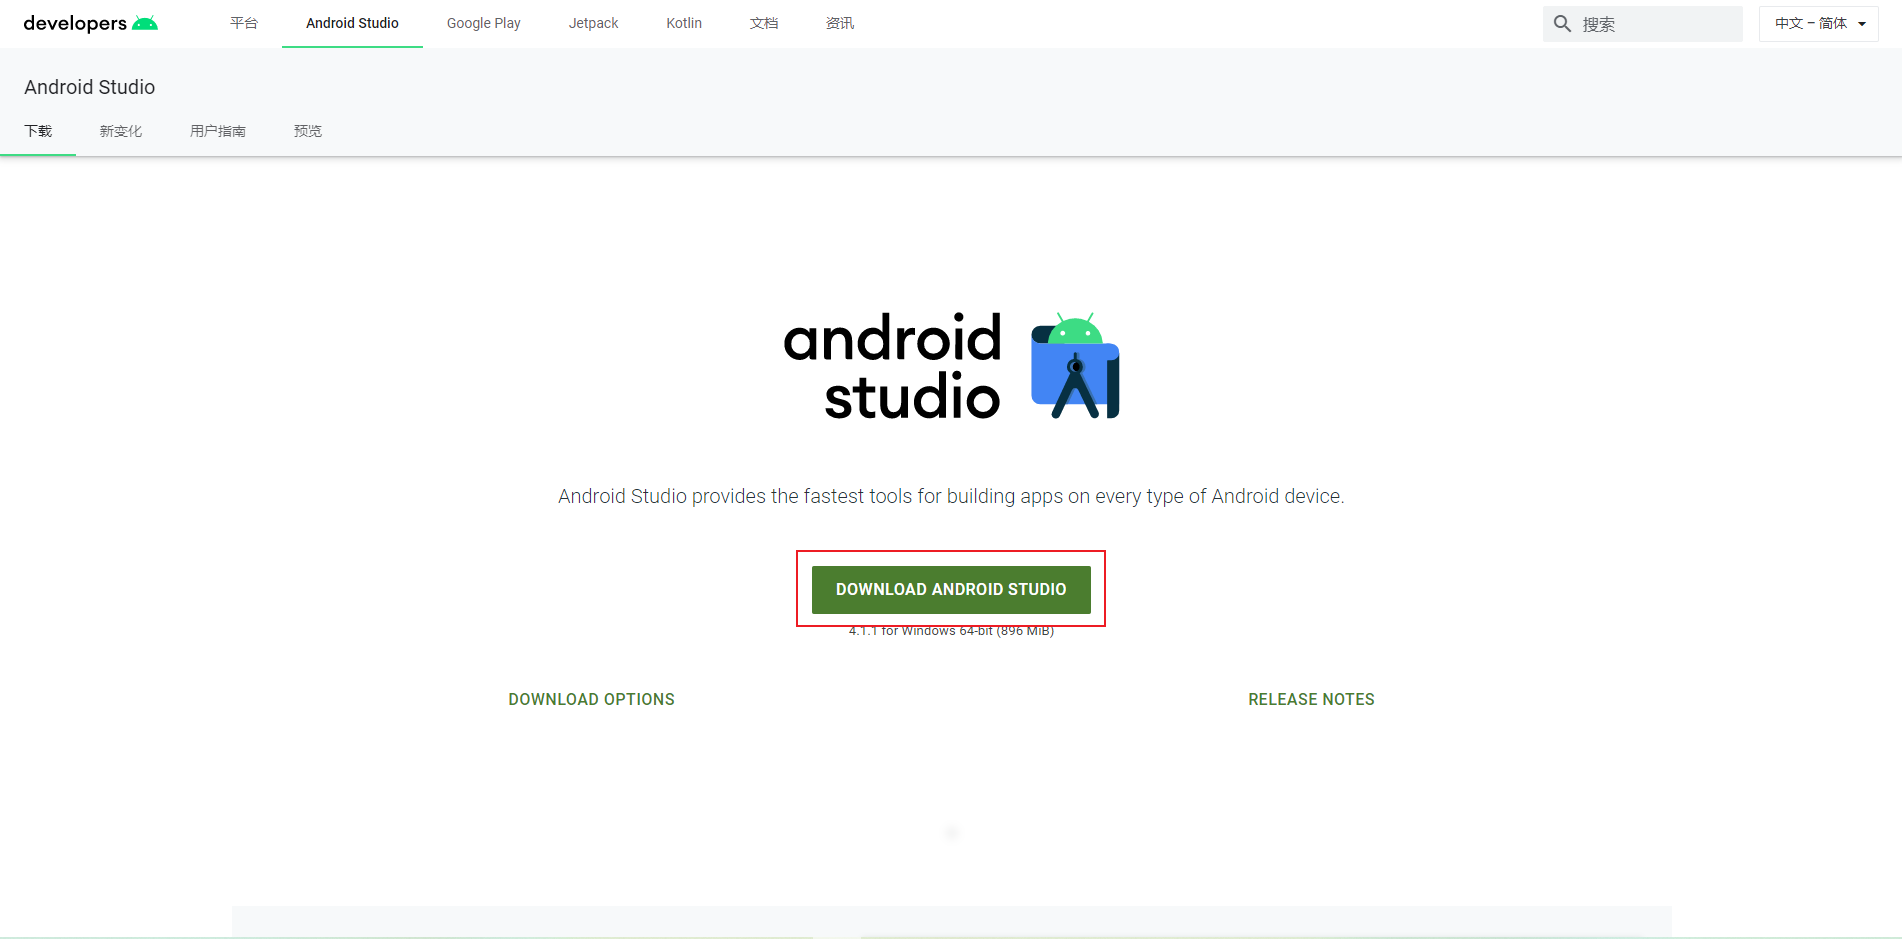 developers
平台
Android Studio
Google Play
Jetpack
Kotlin
文档
资讯
搜索
中文 – 简体
Android Studio
下载
新变化
用户指南
预览
android
studio
Android Studio provides the fastest tools for building apps on every type of Android device.
DOWNLOAD ANDROID STUDIO
4.1.1 for Windows 64-bit (896 MiB)
DOWNLOAD OPTIONS
RELEASE NOTES